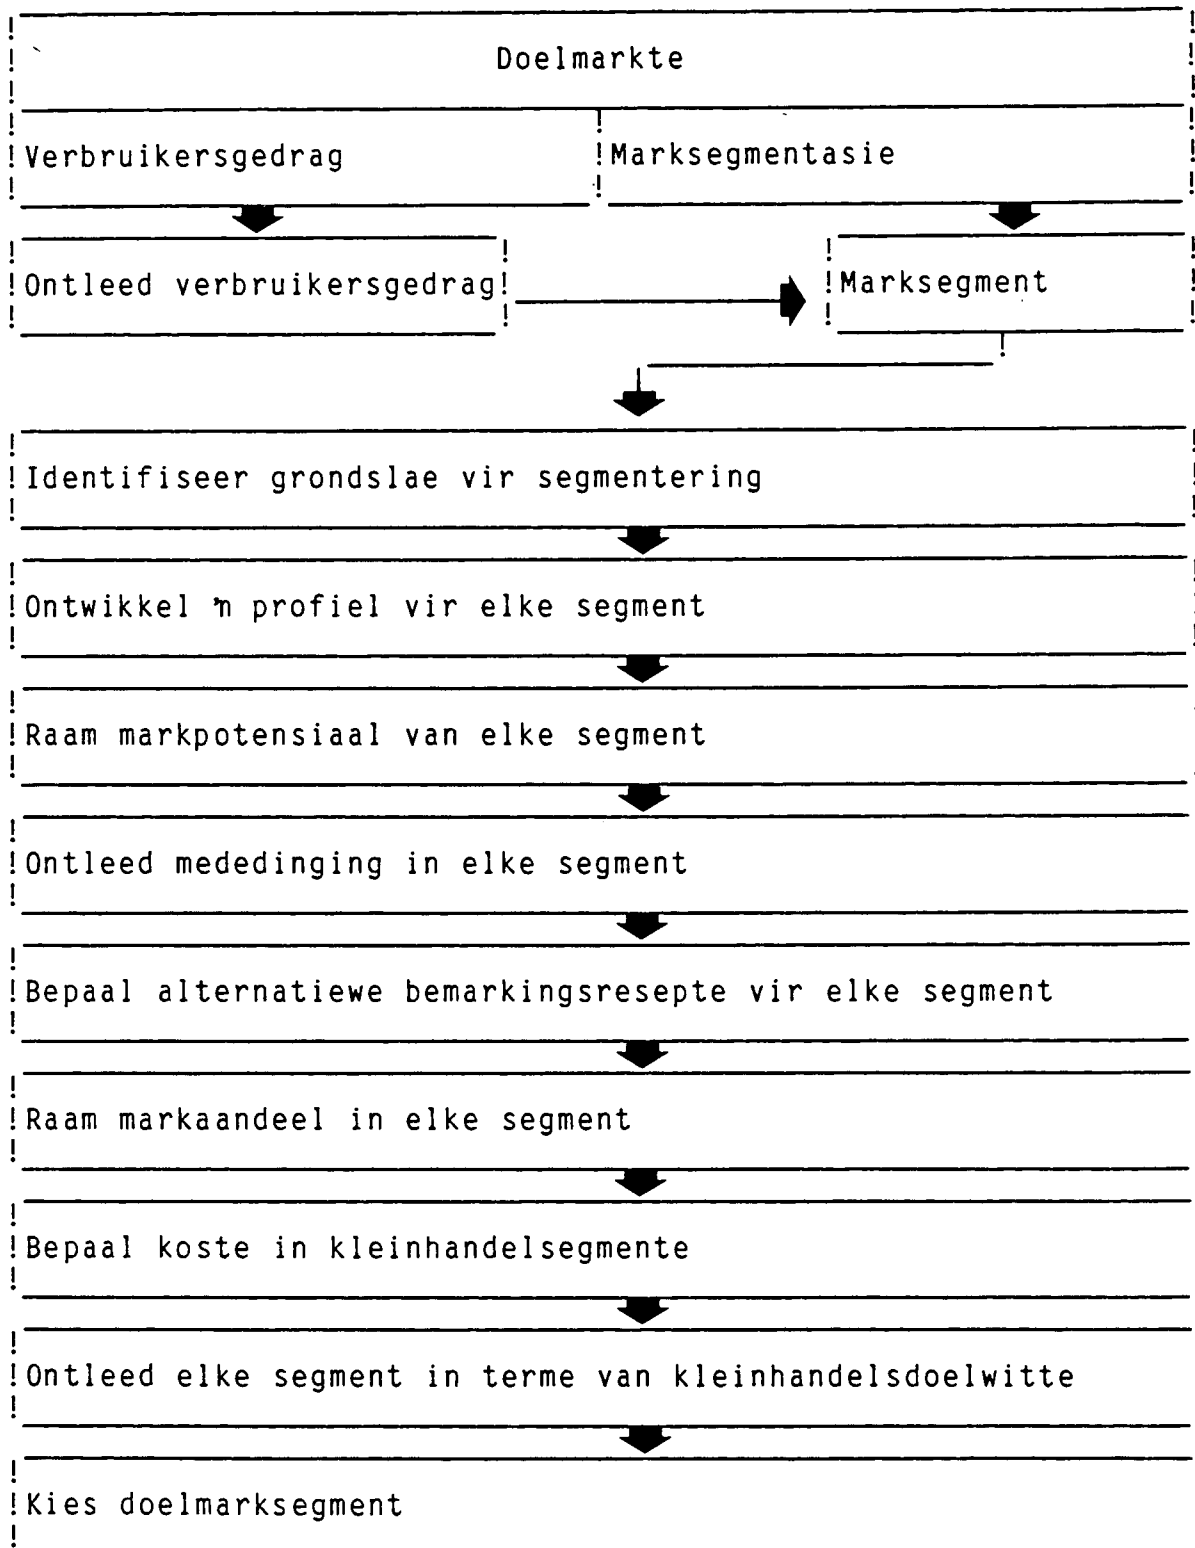 Doelmarkte
Verbruikersgedrag
Marksegmentasie
Ontleed verbruikersgedrag
Marksegment
Identifiseer grondslae vir segmentering
Ontwikkel 'n profiel vir elke segment
Raam markpotensiaal van elke segment
Ontleed mededinging in elke segment
Bepaal alternatiewe bemarkingsresepte vir elke segment
Raam markaandeel in elke segment
Bepaal koste in kleinhandelsegmente
Ontleed elke segment in terme van kleinhandelsdoelwitte
Kies doelmarksegment